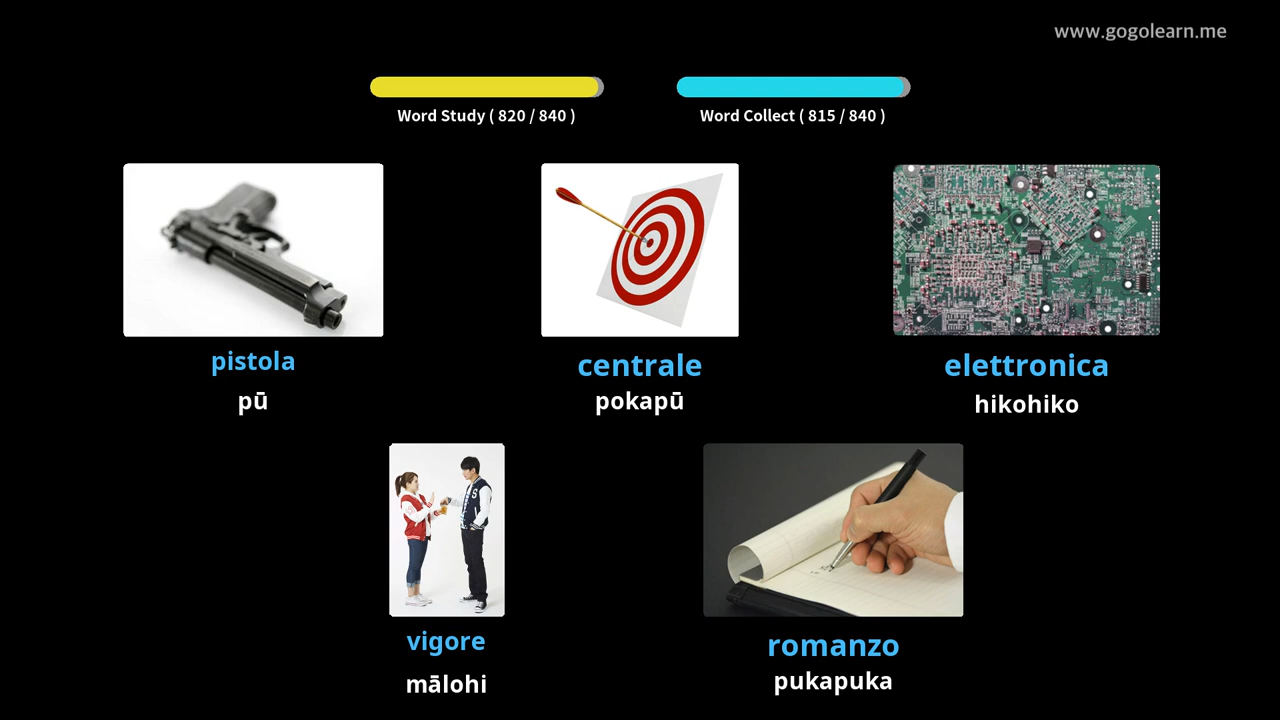 www.gogolearn.me
Word Study ( 820 / 840 )
Word Collect ( 815 / 840 )
pistola
pū
centrale
pokapū
elettronica
hikohiko
vigore
mālohi
romanzo
pukapuka